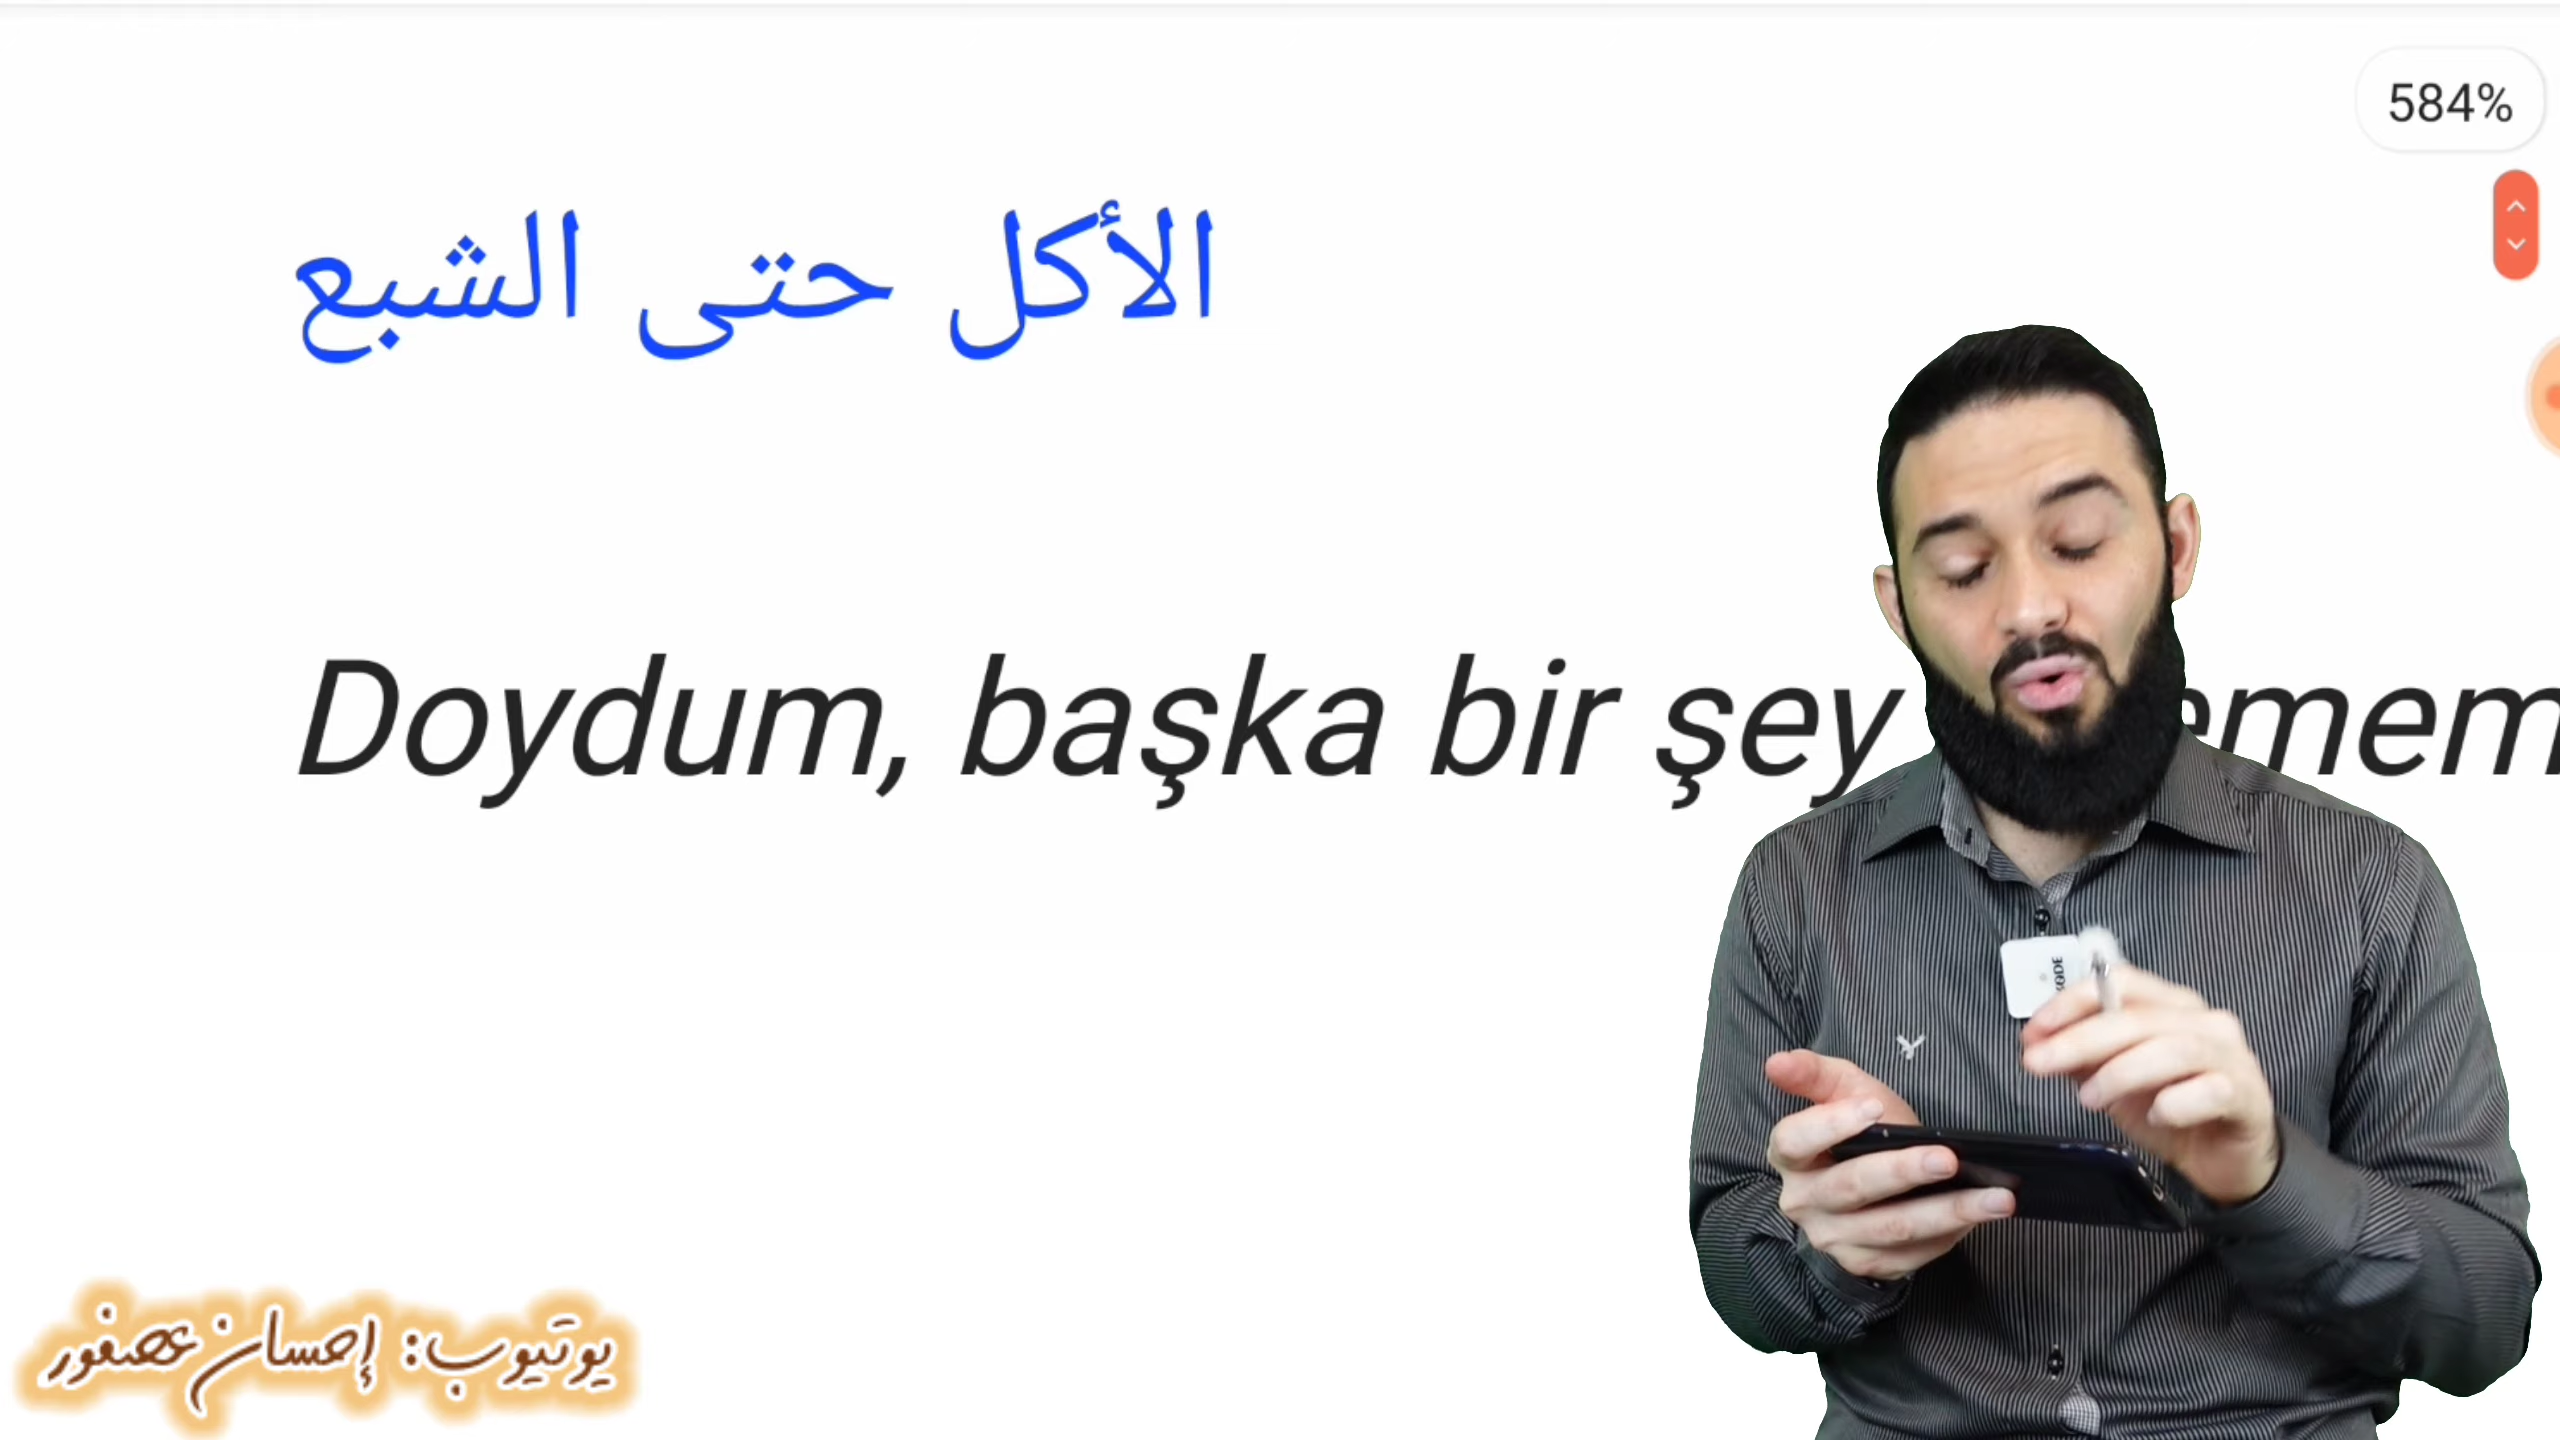 584%
الأكل حتى الشبع
Doydum, başka bir şey
يوتيوب: إحسان عصفور